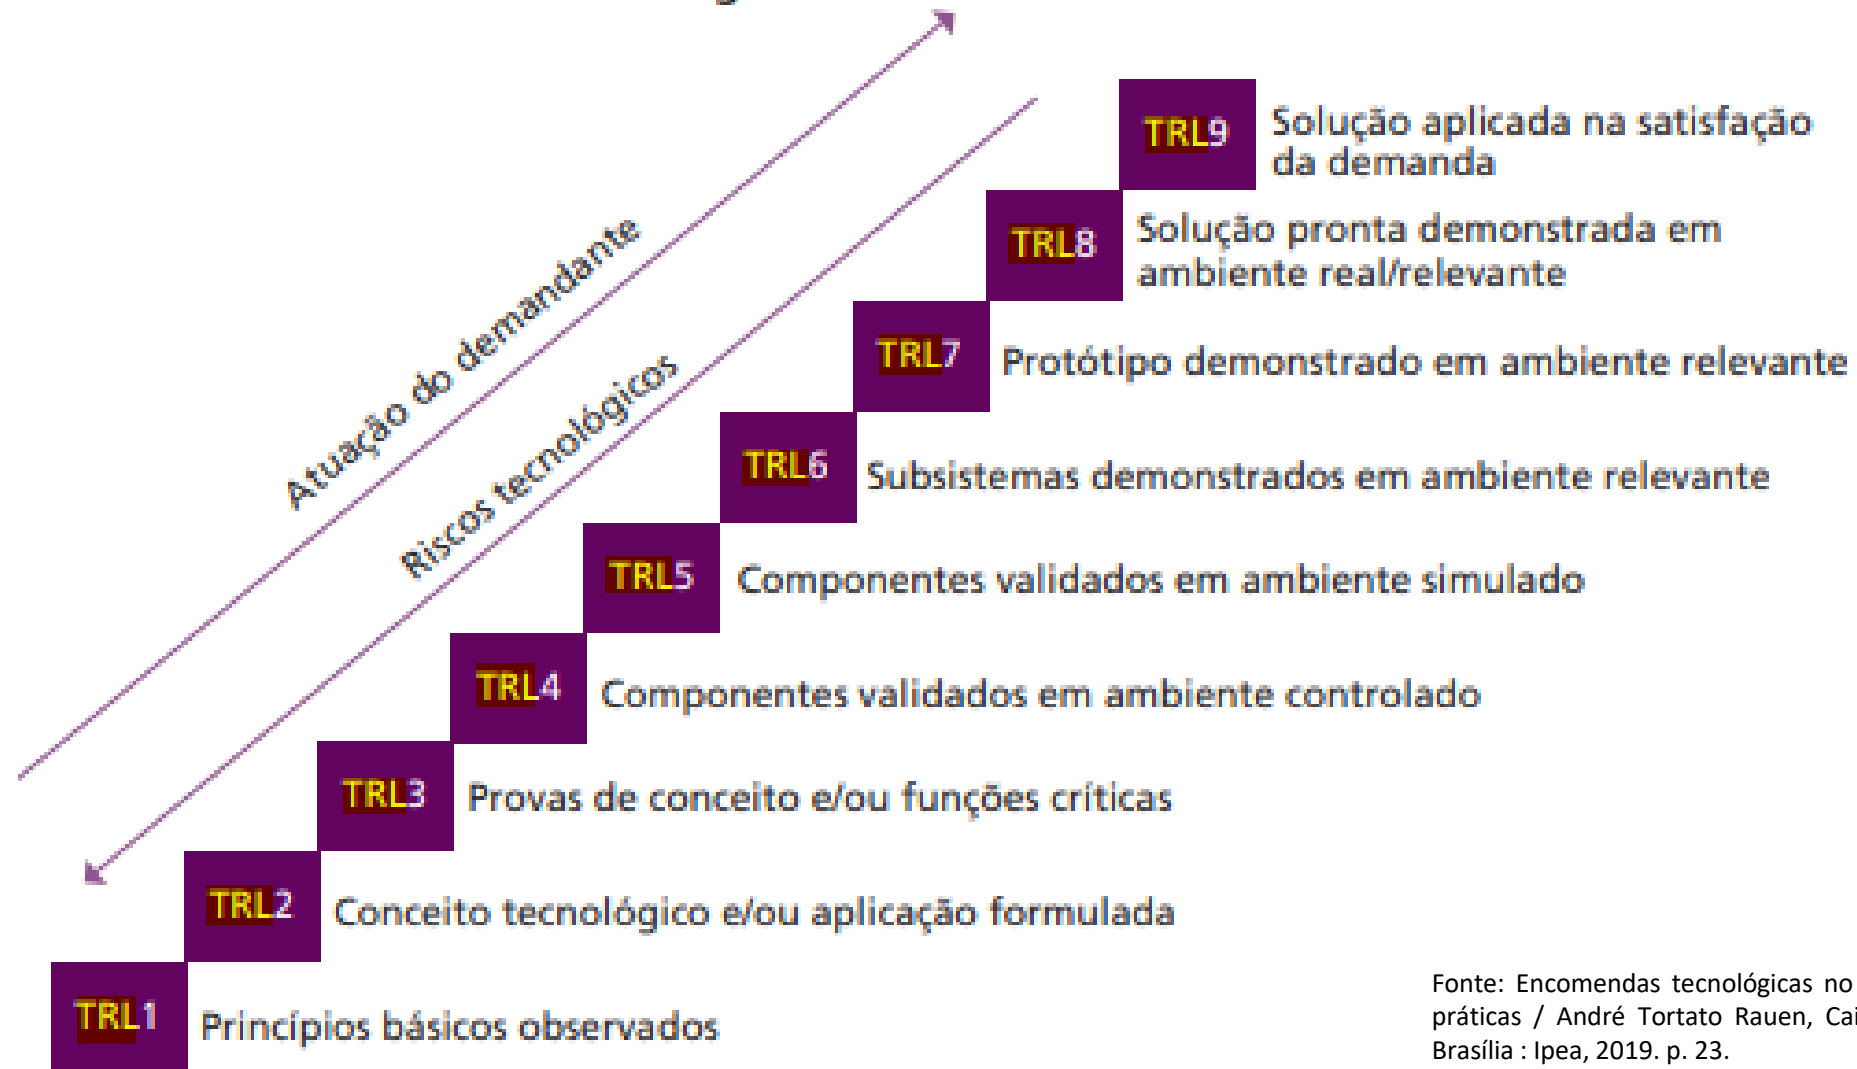 TRL9
Solução aplicada na satisfação
da demanda
TRL8
Solução pronta demonstrada em
ambiente real/relevante
TRL7
Protótipo demonstrado em ambiente relevante
TRL6
Subsistemas demonstrados em ambiente relevante
TRL5
Componentes validados em ambiente simulado
TRL4
Componentes validados em ambiente controlado
TRL3
Provas de conceito e/ou funções críticas
TRL2
Conceito tecnológico e/ou aplicação formulada
TRL1
Princípios básicos observados
Atuação do demandante
Riscos tecnológicos
Fonte: Encomendas tecnológicas no
práticas / André Tortato Rauen,
Brasília : Ipea, 2019. p. 23.